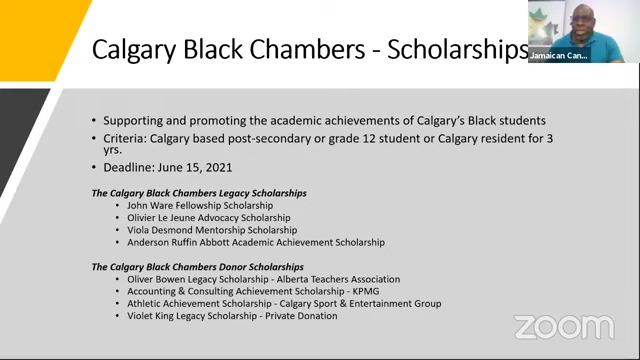 Calgary Black Chambers - Scholarships
Jamaican Can...
Supporting and promoting the academic achievements of Calgary's Black students
Criteria: Calgary based post-secondary or grade 12 student or Calgary resident for 3
yrs.
Deadline: June 15, 2021
The Calgary Black Chambers Legacy Scholarships
John Ware Fellowship Scholarship
Olivier Le Jeune Advocacy Scholarship
Viola Desmond Mentorship Scholarship
Anderson Ruffin Abbott Academic Achievement Scholarship
The Calgary Black Chambers Donor Scholarships
Oliver Bowen Legacy Scholarship - Alberta Teachers Association
Accounting & Consulting Achievement Scholarship - KPMG
Athletic Achievement Scholarship - Calgary Sport & Entertainment Group
Violet King Legacy Scholarship - Private Donation
zoom